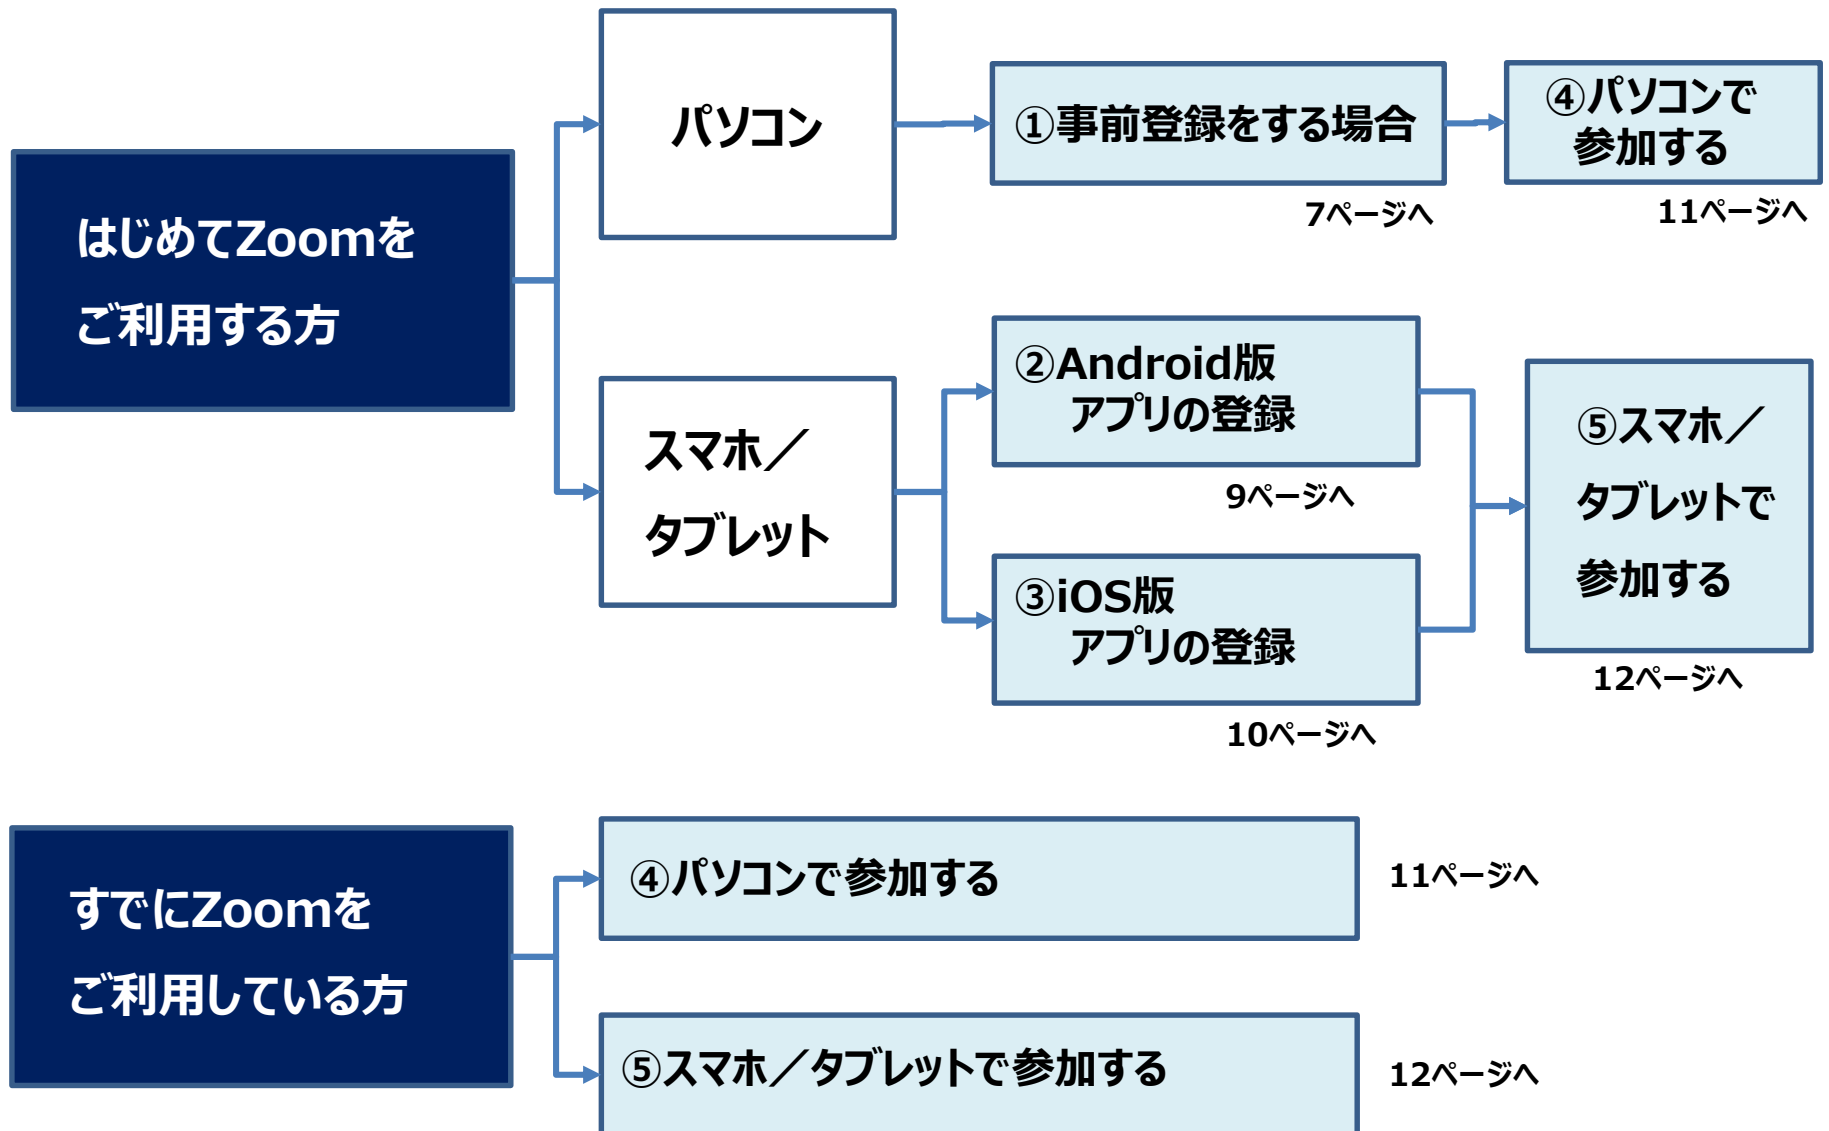 はじめてZoomを
ご利用する方
パソコン
①事前登録をする場合
7ページへ
④パソコンで
参加する
11ページへ
スマホ／
タブレット
②Android版
アプリの登録
9ページへ
③iOS版
アプリの登録
10ページへ
⑤スマホ／
タブレットで
参加する
12ページへ
すでにZoomを
ご利用している方
④パソコンで参加する
11ページへ
⑤スマホ／タブレットで参加する
12ページへ